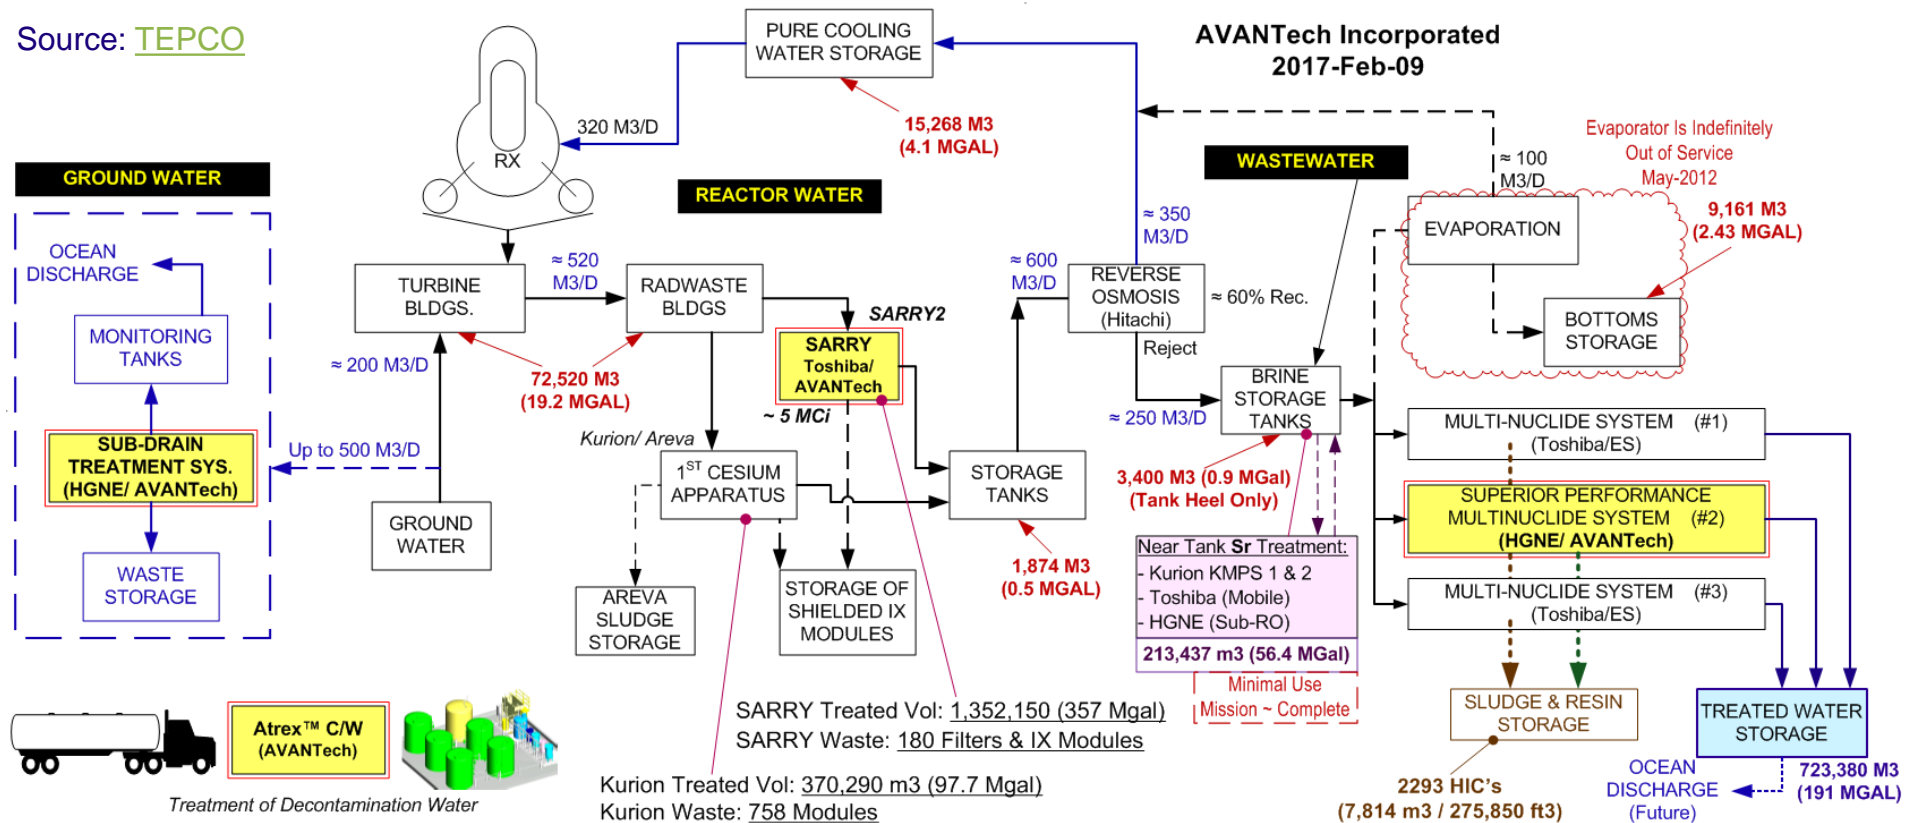 Source: TEPCO
AVANTech Incorporated
2017-Feb-09
PURE COOLING
WATER STORAGE
15,268 M3
(4.1 MGAL)
320 M3/D
RX
GROUND WATER
REACTOR WATER
WASTEWATER
Evaporator Is Indefinitely
Out of Service
May-2012
≈ 100
M3/D
EVAPORATION
9,161 M3
(2.43 MGAL)
BOTTOMS
STORAGE
OCEAN
DISCHARGE
MONITORING
TANKS
SUB-DRAIN
TREATMENT SYS.
(HGNE/ AVANTech)
WASTE
STORAGE
Up to 500 M3/D
≈ 200 M3/D
GROUND
WATER
TURBINE
BLDGS.
≈ 520
M3/D
RADWASTE
BLDGS
72,520 M3
(19.2 MGAL)
SARRY2
SARRY
Toshiba/
AVANTech
~ 5 MCi
Kurion/ Areva
1ST CESIUM
APPARATUS
AREVA
SLUDGE
STORAGE
STORAGE OF
SHIELDED IX
MODULES
STORAGE
TANKS
1,874 M3
(0.5 MGAL)
≈ 600
M3/D
≈ 350
M3/D
REVERSE
OSMOSIS
(Hitachi)
≈ 60% Rec.
Reject
≈ 250 M3/D
BRINE
STORAGE
TANKS
3,400 M3 (0.9 MGal)
(Tank Heel Only)
Near Tank Sr Treatment:
- Kurion KMPS 1 & 2
- Toshiba (Mobile)
- HGNE (Sub-RO)
213,437 m3 (56.4 MGal)
Minimal Use
Mission ~ Complete
MULTI-NUCLIDE SYSTEM (#1)
(Toshiba/ES)
SUPERIOR PERFORMANCE
MULTINUCLIDE SYSTEM (#2)
(HGNE/ AVANTech)
MULTI-NUCLIDE SYSTEM (#3)
(Toshiba/ES)
SLUDGE & RESIN
STORAGE
2293 HIC's
(7,814 m3 / 275,850 ft3)
TREATED WATER
STORAGE
723,380 M3
(191 MGAL)
OCEAN
DISCHARGE
(Future)
SARRY Treated Vol: 1,352,150 (357 Mgal)
SARRY Waste: 180 Filters & IX Modules
Kurion Treated Vol: 370,290 m3 (97.7 Mgal)
Kurion Waste: 758 Modules
Atrex™ C/W
(AVANTech)
Treatment of Decontamination Water